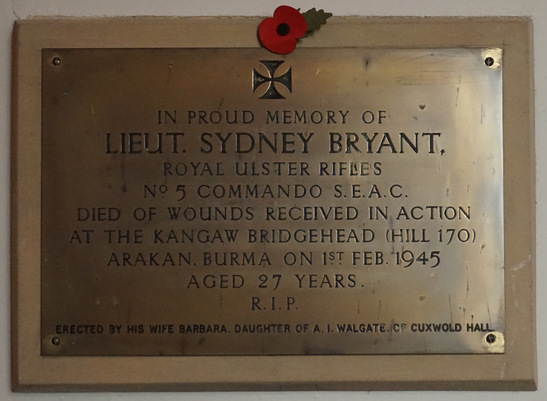 IN PROUD MEMORY OF
LIEUT. SYDNEY BRYANT,
ROYAL ULSTER RIFLES
Nº 5 COMMANDO S.E.A.C.
DIED OF WOUNDS RECEIVED IN ACTION
AT THE KANGAW BRIDGEHEAD (HILL 170)
ARAKAN, BURMA ON 1ST FEB. 1945
AGED 27 YEARS.
R.I.P.
ERECTED BY HIS WIFE BARBARA, DAUGHTER OF A. I. WALGATE, OF CUXWOLD HALL.